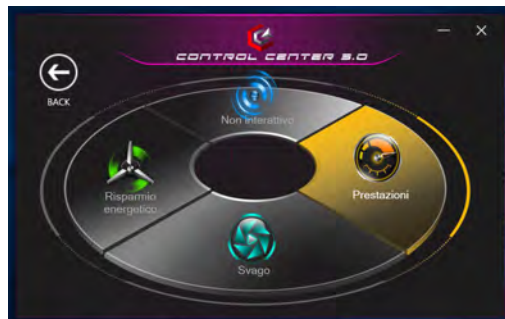 CONTROL CENTER 3.0
BACK
Non interattivo
Risparmio
energetico
Prestazioni
Svago